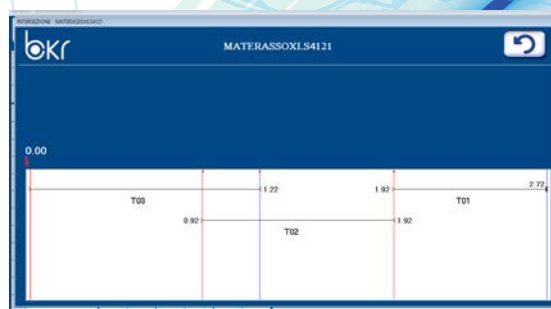 INTERSEZIONE - MATERASSOXLS4121
bkr
MATERASSOXLS4121
0.00
1.22
1.92
2.72
T03
T01
0.92
1.92
T02